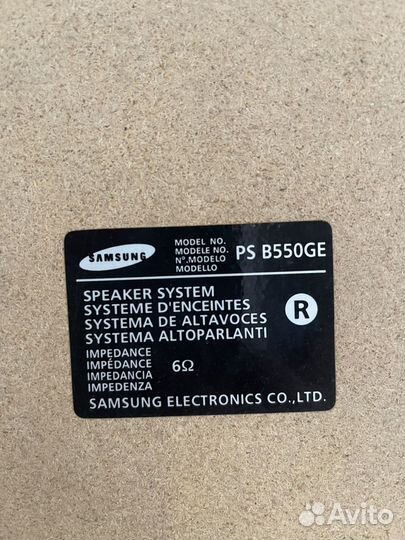 SAMSUNG
MODEL NO.
MODELE NO.
Nº.MODELO
MODELLO
PS B550GE
SPEAKER SYSTEM
SYSTEME D'ENCEINTES
SYSTEMA DE ALTAVOCES
SYSTEMA ALTOPARLANTI
R
IMPEDANCE
IMPÉDANCE
IMPEDANCIA
IMPEDENZA
6Ω
SAMSUNG ELECTRONICS CO.,LTD.
Avito